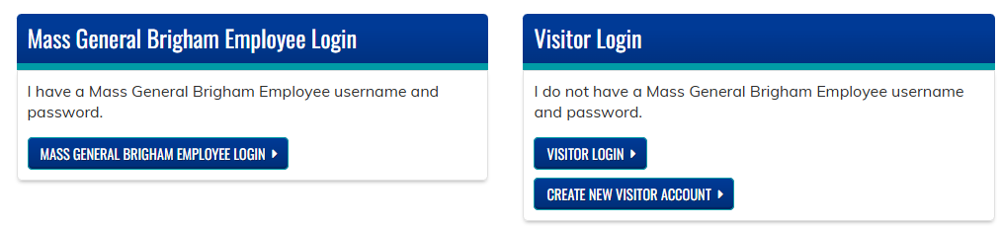 Mass General Brigham Employee Login
I have a Mass General Brigham Employee username and
password.
MASS GENERAL BRIGHAM EMPLOYEE LOGIN
Visitor Login
I do not have a Mass General Brigham Employee username
and password.
VISITOR LOGIN
CREATE NEW VISITOR ACCOUNT